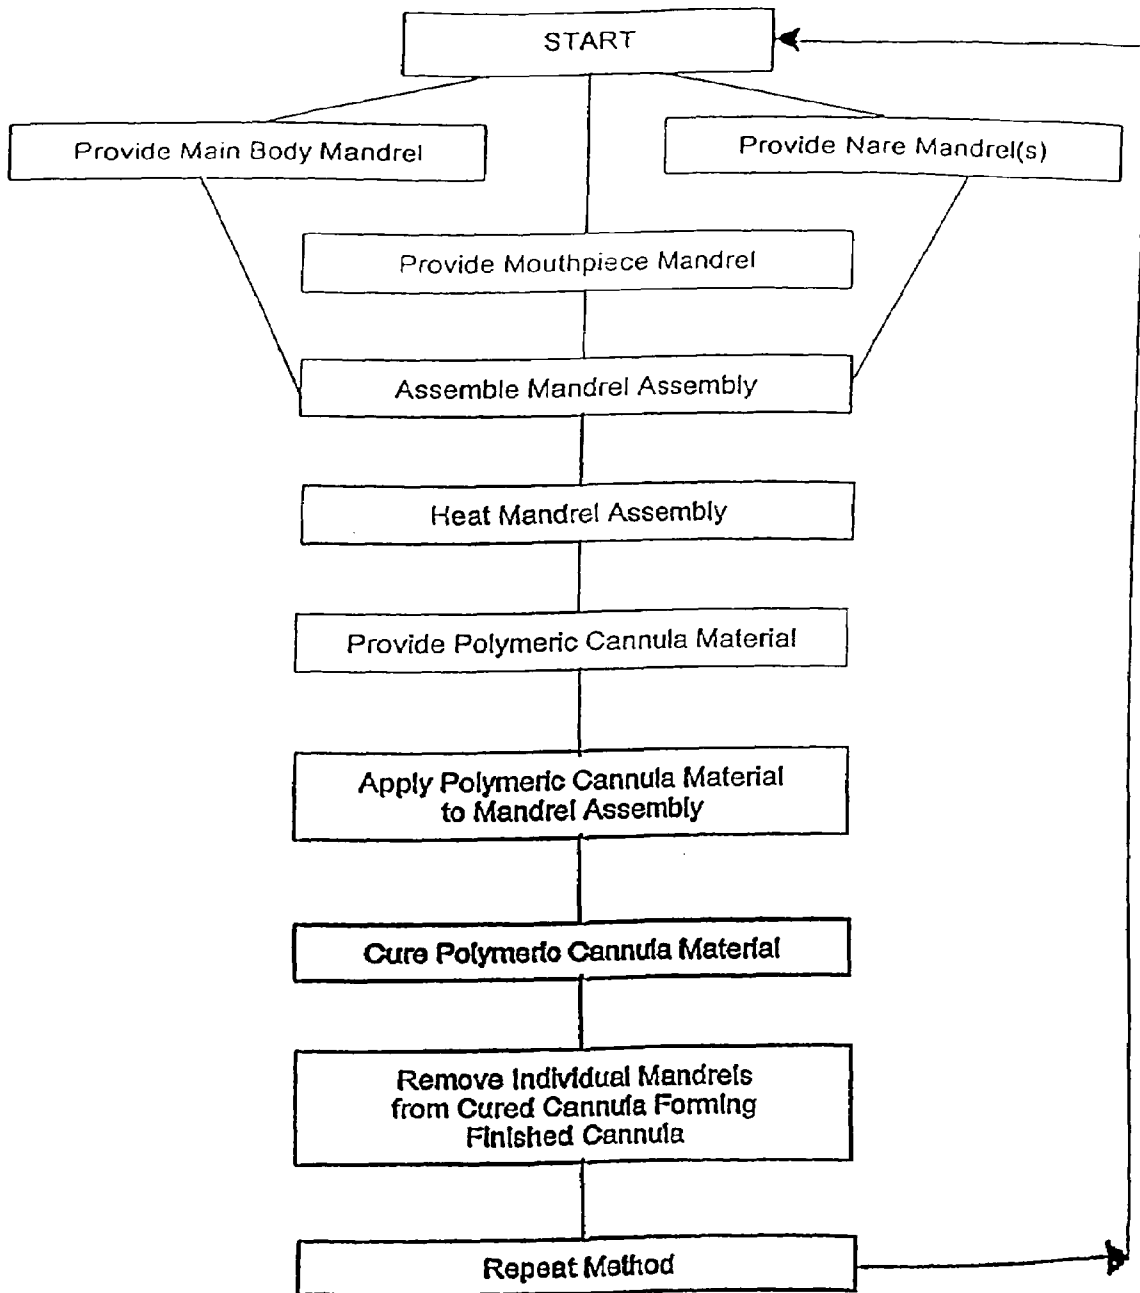 START
Provide Main Body Mandrel
Provide Nare Mandrel(s)
Provide Mouthpiece Mandrel
Assemble Mandrel Assembly
Heat Mandrel Assembly
Provide Polymeric Cannula Material
Apply Polymeric Cannula Material
to Mandrel Assembly
Cure Polymeric Cannula Material
Remove Individual Mandrels
from Cured Cannula Forming
Finished Cannula
Repeat Method